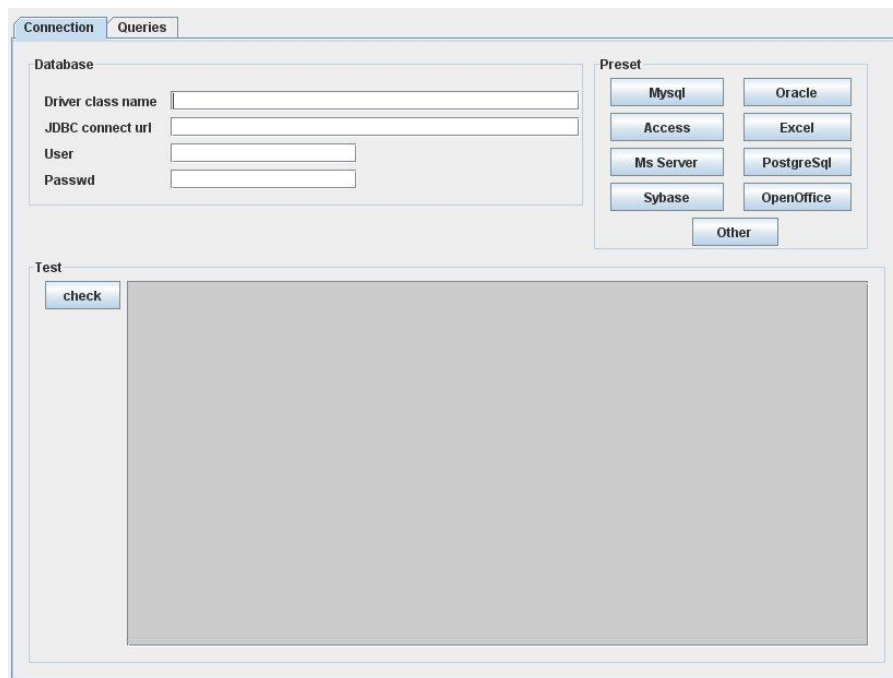 Connection Queries
Database
Driver class name
JDBC connect url
User
Passwd
Preset
Mysql Oracle
Access Excel
Ms Server PostgreSql
Sybase OpenOffice
Other
Test
check